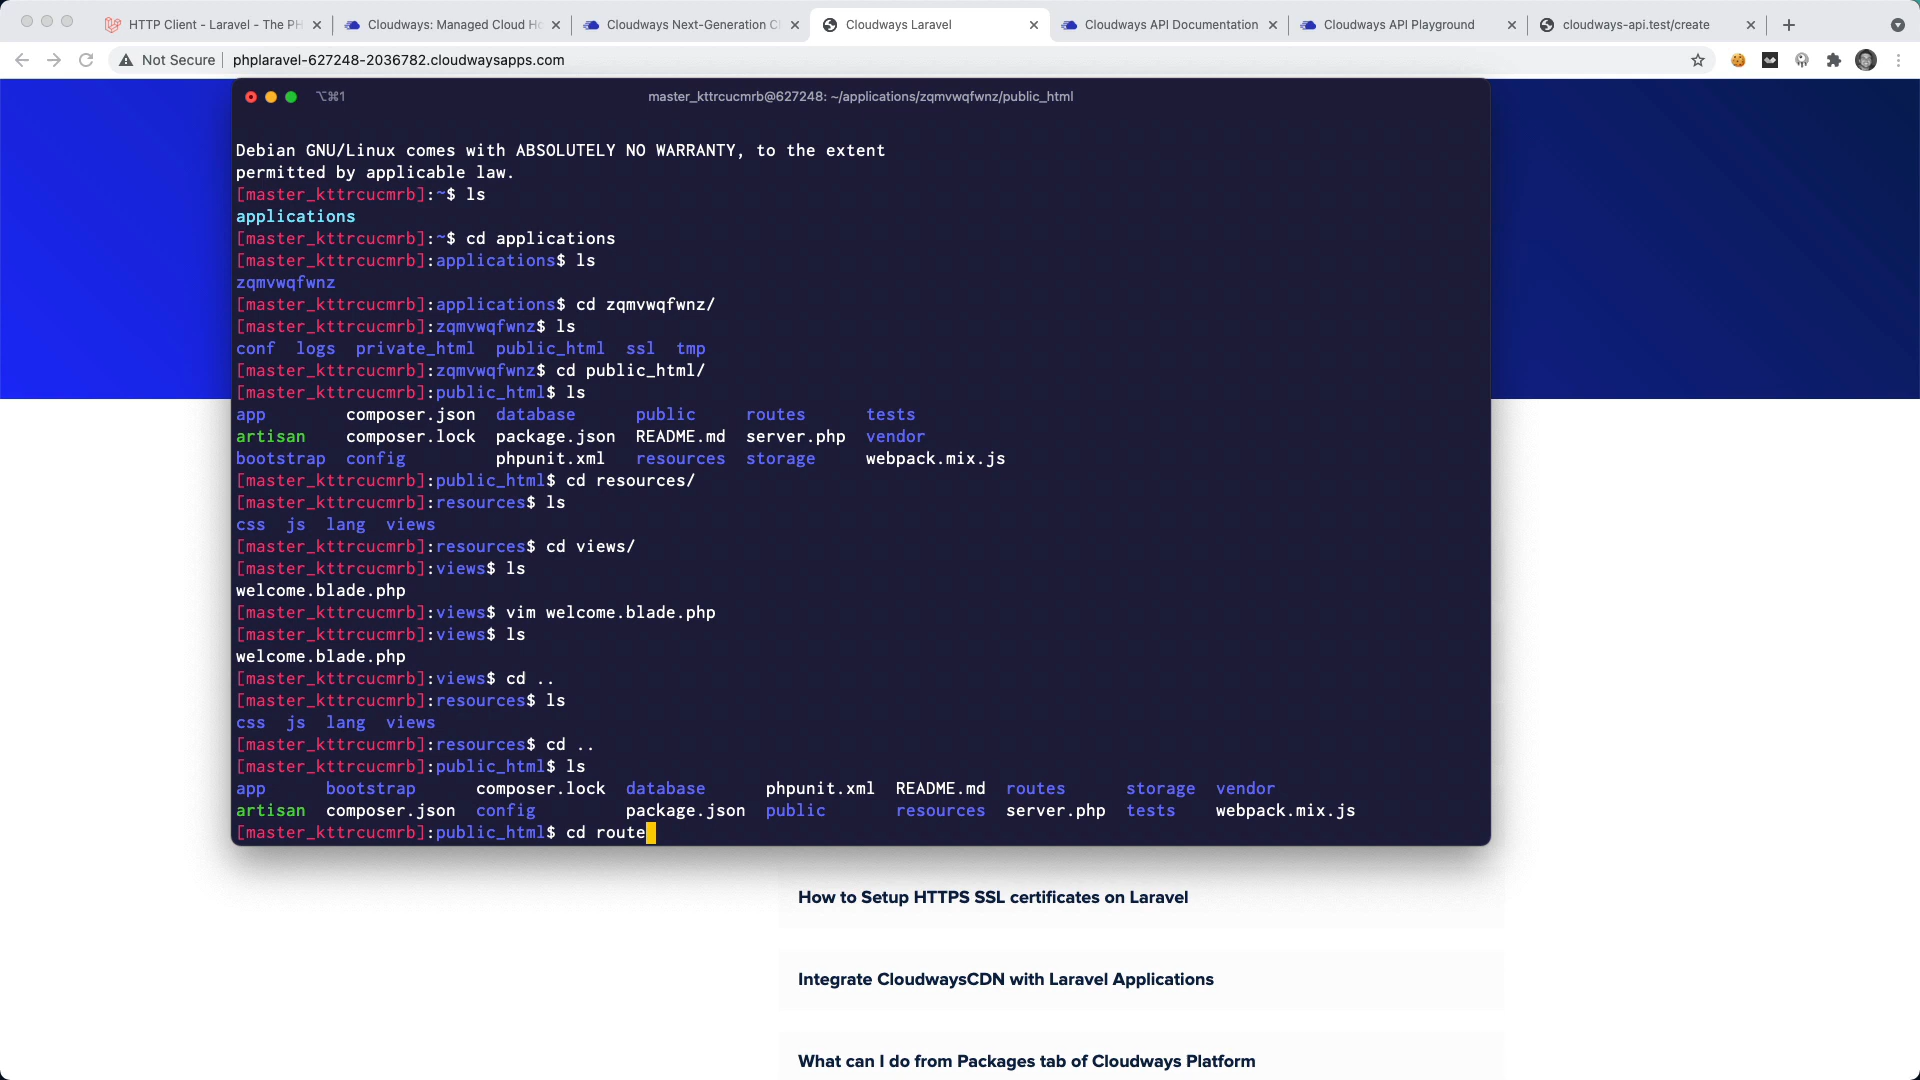 HTTP Client - Laravel - The PH
Cloudways: Managed Cloud Ho
Cloudways Next-Generation Cl
Cloudways Laravel
Cloudways API Documentation
Cloudways API Playground
cloudways-api.test/create
Not Secure
phplaravel-627248-2036782.cloudwaysapps.com
⌥⌘1
master_kttrcucmrb@627248: ~/applications/zqmvwqfwnz/public_html
Debian GNU/Linux comes with ABSOLUTELY NO WARRANTY, to the extent
permitted by applicable law.
[master_kttrcucmrb]:~$ ls
applications
[master_kttrcucmrb]:~$ cd applications
[master_kttrcucmrb]:applications$ ls
zqmvwqfwnz
[master_kttrcucmrb]:applications$ cd zqmvwqfwnz/
[master_kttrcucmrb]:zqmvwqfwnz$ ls
conf  logs  private_html  public_html  ssl  tmp
[master_kttrcucmrb]:zqmvwqfwnz$ cd public_html/
[master_kttrcucmrb]:public_html$ ls
app        composer.json  database      public     routes      tests
artisan    composer.lock  package.json  README.md  server.php  vendor
bootstrap  config         phpunit.xml   resources  storage     webpack.mix.js
[master_kttrcucmrb]:public_html$ cd resources/
[master_kttrcucmrb]:resources$ ls
css  js  lang  views
[master_kttrcucmrb]:resources$ cd views/
[master_kttrcucmrb]:views$ ls
welcome.blade.php
[master_kttrcucmrb]:views$ vim welcome.blade.php
[master_kttrcucmrb]:views$ ls
welcome.blade.php
[master_kttrcucmrb]:views$ cd ..
[master_kttrcucmrb]:resources$ ls
css  js  lang  views
[master_kttrcucmrb]:resources$ cd ..
[master_kttrcucmrb]:public_html$ ls
app      bootstrap      composer.lock  database      phpunit.xml  README.md  routes      storage  vendor
artisan  composer.json  config         package.json  public       resources  server.php  tests    webpack.mix.js
[master_kttrcucmrb]:public_html$ cd route
How to Setup HTTPS SSL certificates on Laravel
Integrate CloudwaysCDN with Laravel Applications
What can I do from Packages tab of Cloudways Platform